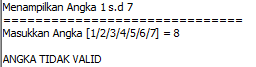 Menampilkan Angka 1 s.d 7
==============================
Masukkan Angka [1/2/3/4/5/6/7] = 8
ANGKA TIDAK VALID